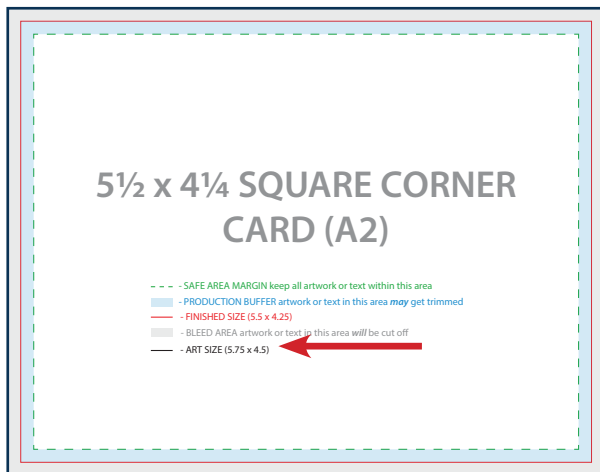 5½ x 4¼ SQUARE CORNER
CARD (A2)
- SAFE AREA MARGIN keep all artwork or text within this area
- PRODUCTION BUFFER artwork or text in this area may get trimmed
- FINISHED SIZE (5.5 x 4.25)
- BLEED AREA artwork or text in this area will be cut off
- ART SIZE (5.75 x 4.5)